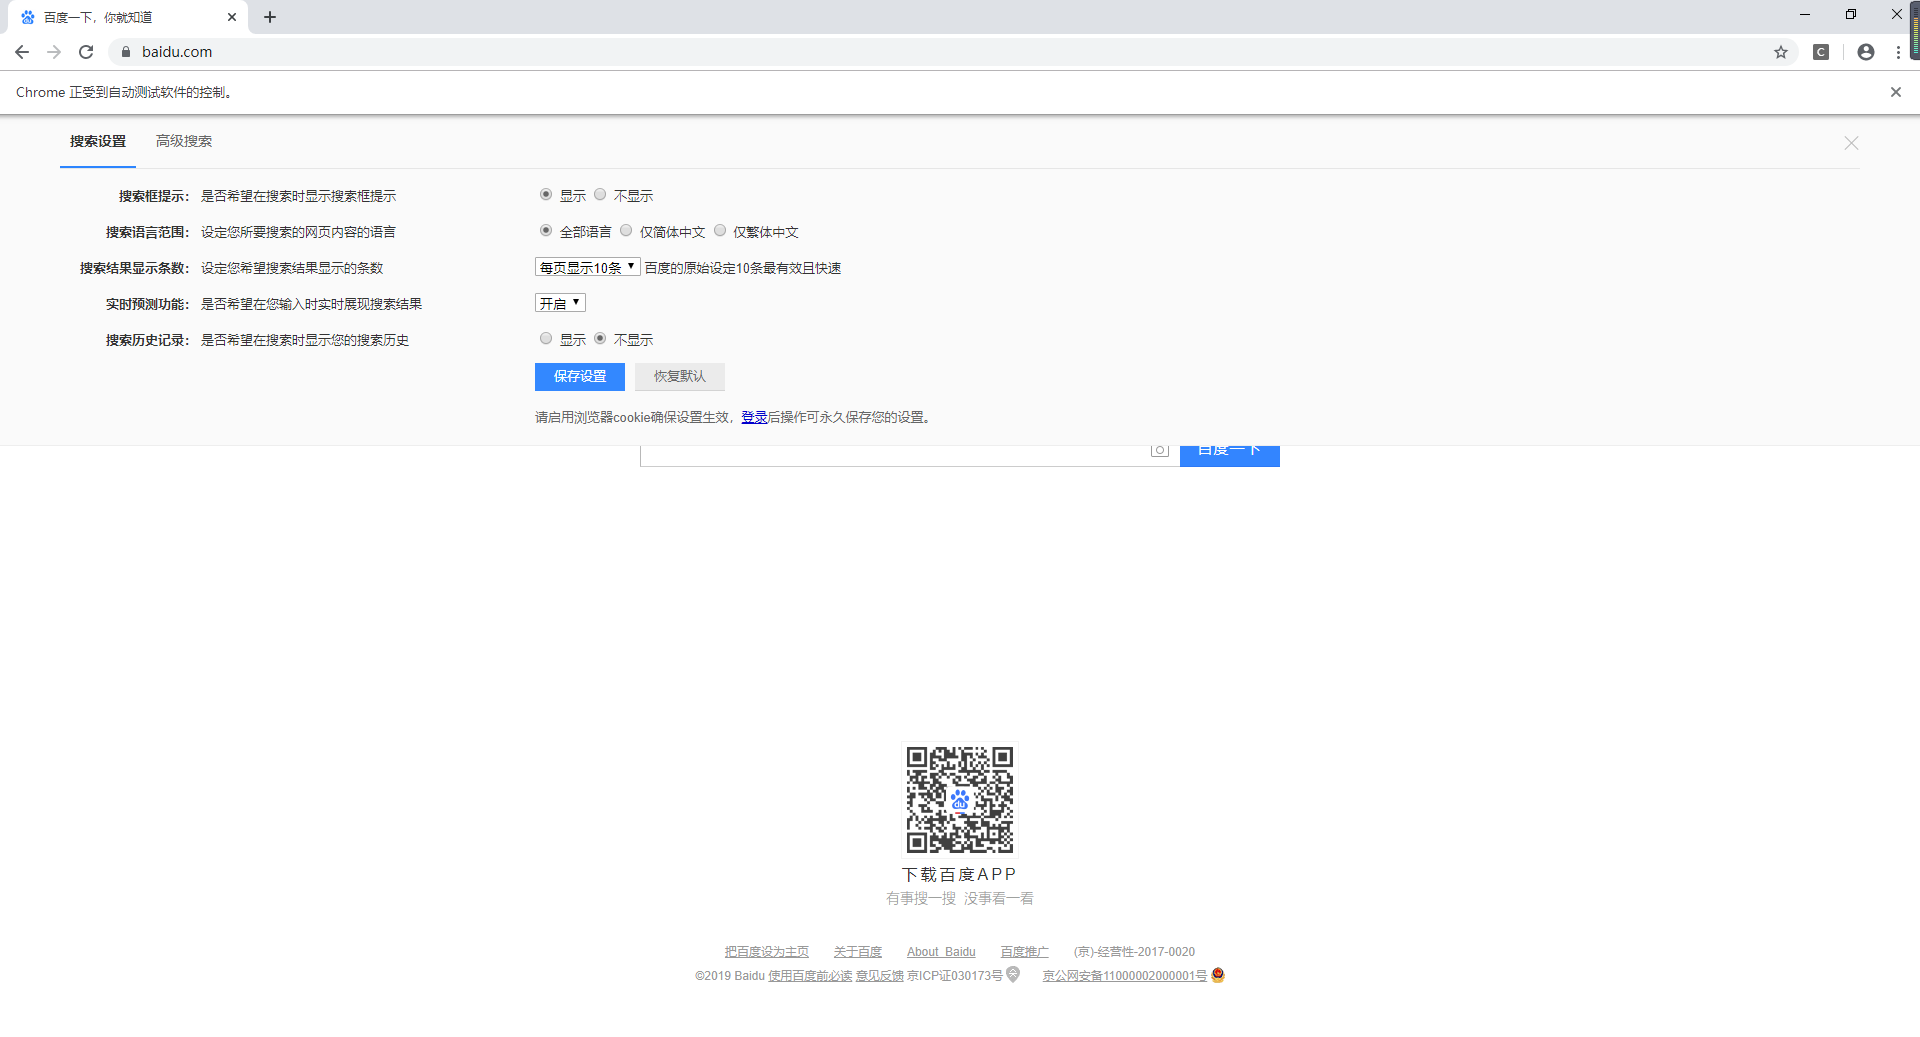 百度一下，你就知道
baidu.com
C
Chrome 正受到自动测试软件的控制。
搜索设置 高级搜索
搜索框提示： 是否希望在搜索时显示搜索框提示 显示 不显示
搜索语言范围： 设定您所要搜索的网页内容的语言 全部语言 仅简体中文 仅繁体中文
搜索结果显示条数： 设定您希望搜索结果显示的条数 每页显示10条 百度的原始设定10条最有效且快速
实时预测功能： 是否希望在您输入时实时展现搜索结果 开启
搜索历史记录： 是否希望在搜索时显示您的搜索历史 显示 不显示
保存设置 恢复默认
请启用浏览器cookie确保设置生效，登录后操作可永久保存您的设置。
百度一下
du
下载百度APP
有事搜一搜 没事看一看
把百度设为主页 关于百度 About Baidu 百度推广 (京)-经营性-2017-0020
©2019 Baidu 使用百度前必读 意见反馈 京ICP证030173号 京公网安备11000002000001号